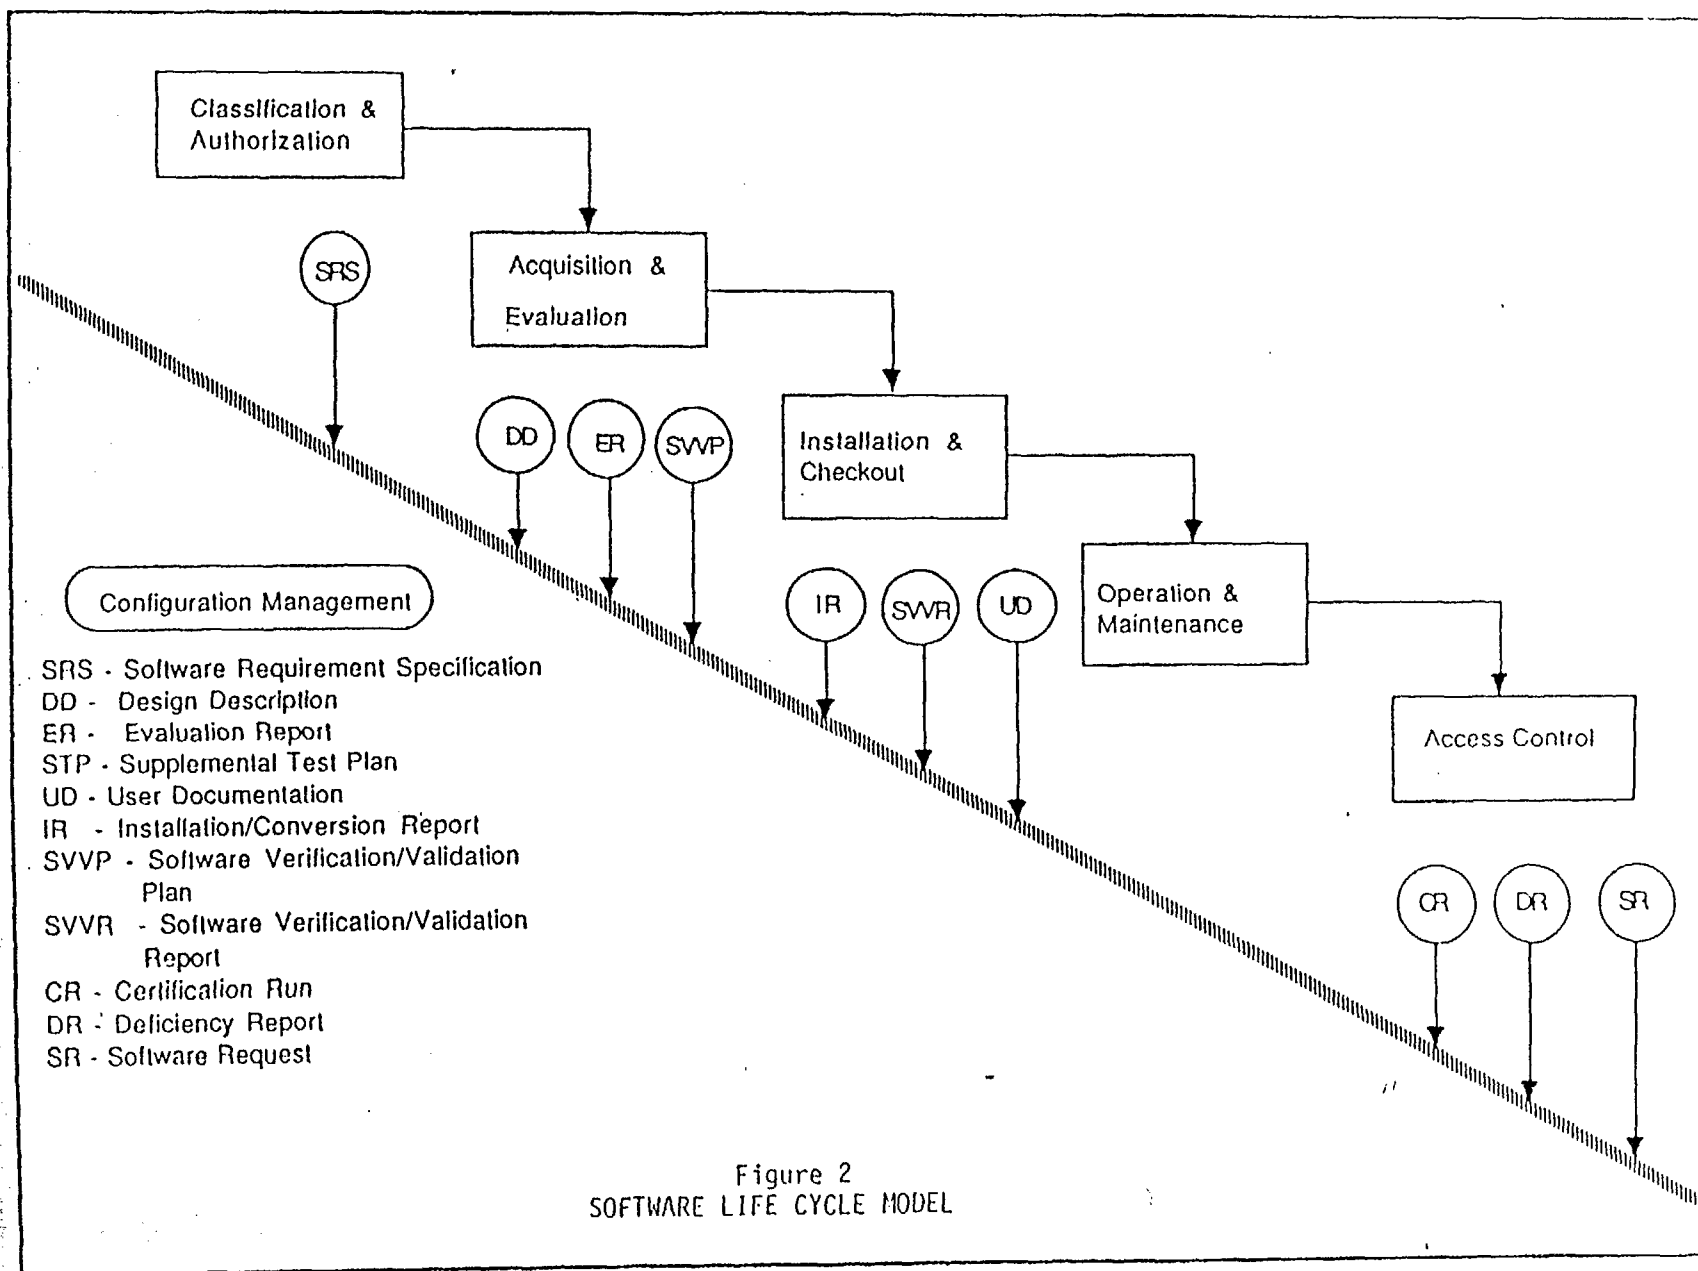 Classification &
Authorization
SRS
Acquisition &
Evaluation
DD
ER
SVVP
Installation &
Checkout
Configuration Management
IR
SVVR
UD
Operation &
Maintenance
SRS - Software Requirement Specification
DD - Design Description
ER - Evaluation Report
STP - Supplemental Test Plan
UD - User Documentation
IR - Installation/Conversion Report
SVVP - Software Verification/Validation
Plan
SVVR - Software Verification/Validation
Report
CR - Certification Run
DR - Deficiency Report
SR - Software Request
Access Control
CR
DR
SR
Figure 2
SOFTWARE LIFE CYCLE MODEL